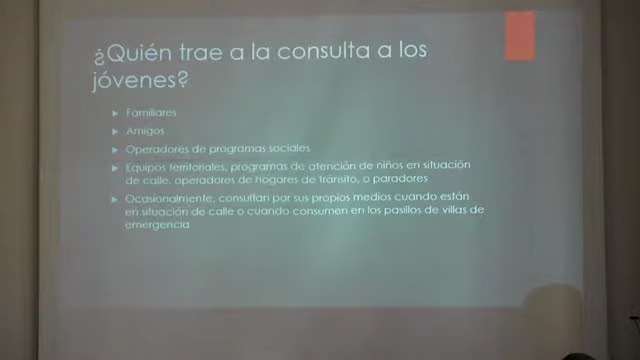 ¿Quién trae a la consulta a los
jóvenes?
Familiares
Amigos
Operadores de programas sociales
Equipos territoriales, programas de atención de niños en situación
de calle, operadores de hogares de tránsito, o paradores
Ocasionalmente, consultan por sus propios medios cuando están
en situación de calle o cuando consumen en los pasillos de villas de
emergencia